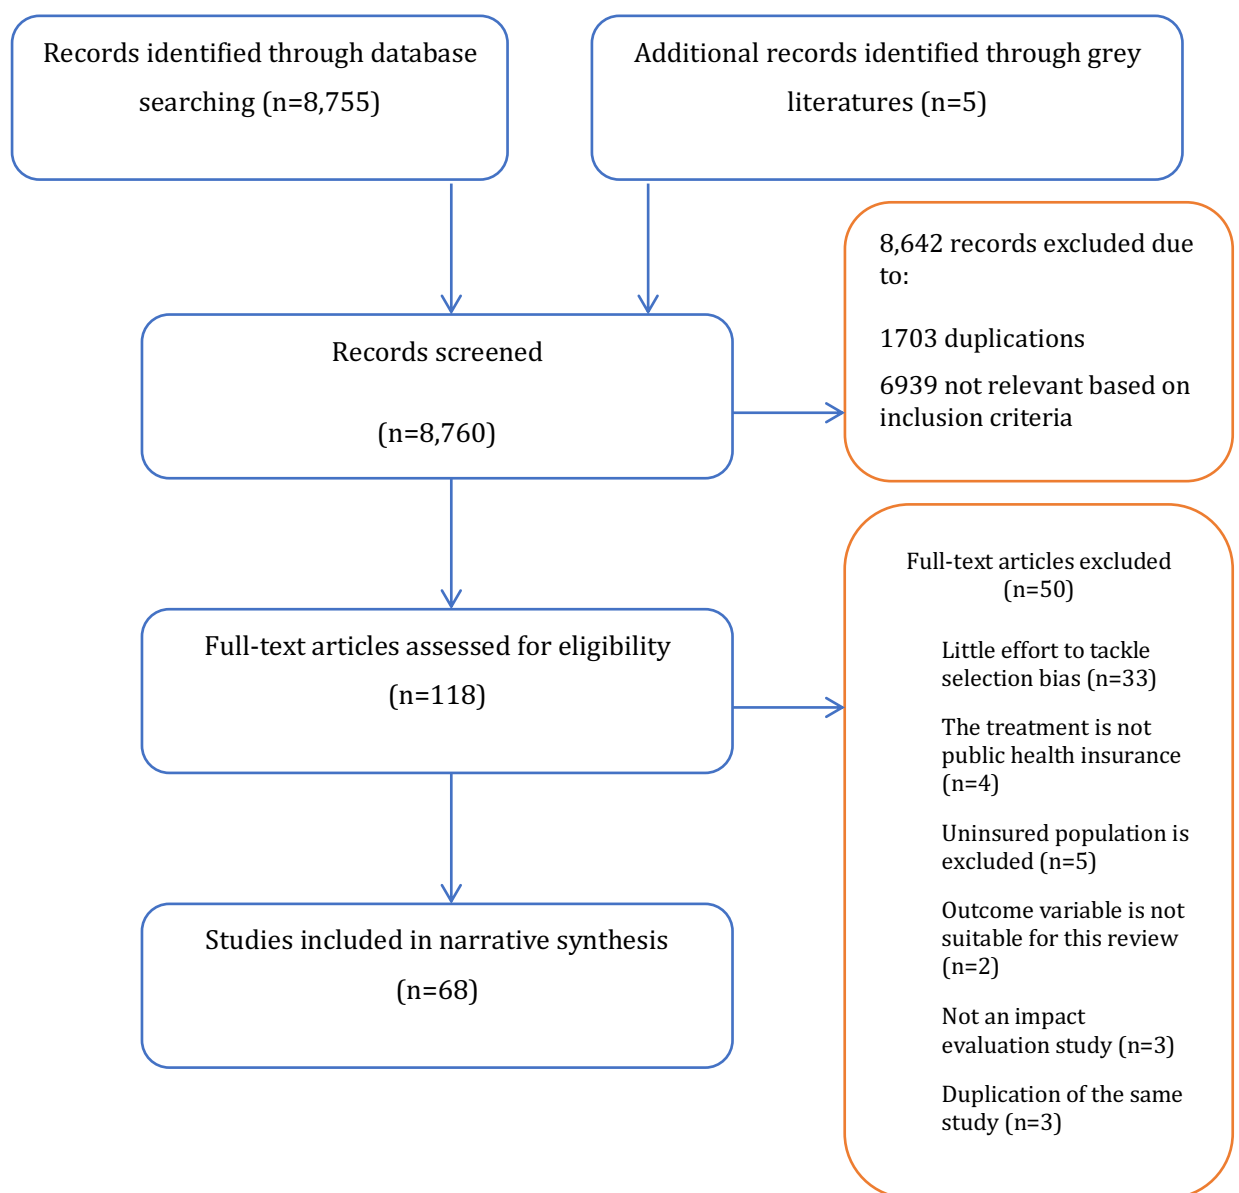 Records identified through database
searching (n=8,755)
Additional records identified through grey
literatures (n=5)
8,642 records excluded due
to:
1703 duplications
6939 not relevant based on
inclusion criteria
Records screened
(n=8,760)
Full-text articles excluded
(n=50)
Little effort to tackle
selection bias (n=33)
The treatment is not
public health insurance
(n=4)
Uninsured population is
excluded (n=5)
Outcome variable is not
suitable for this review
(n=2)
Not an impact
evaluation study (n=3)
Duplication of the same
study (n=3)
Full-text articles assessed for eligibility
(n=118)
Studies included in narrative synthesis
(n=68)